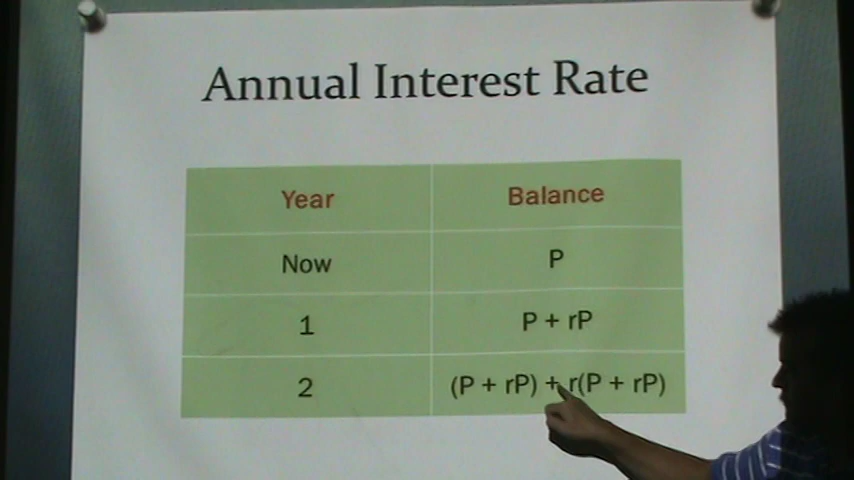 Annual Interest Rate
Year Balance
Now P
1 P + rP
2 (P + rP) + r(P + rP)